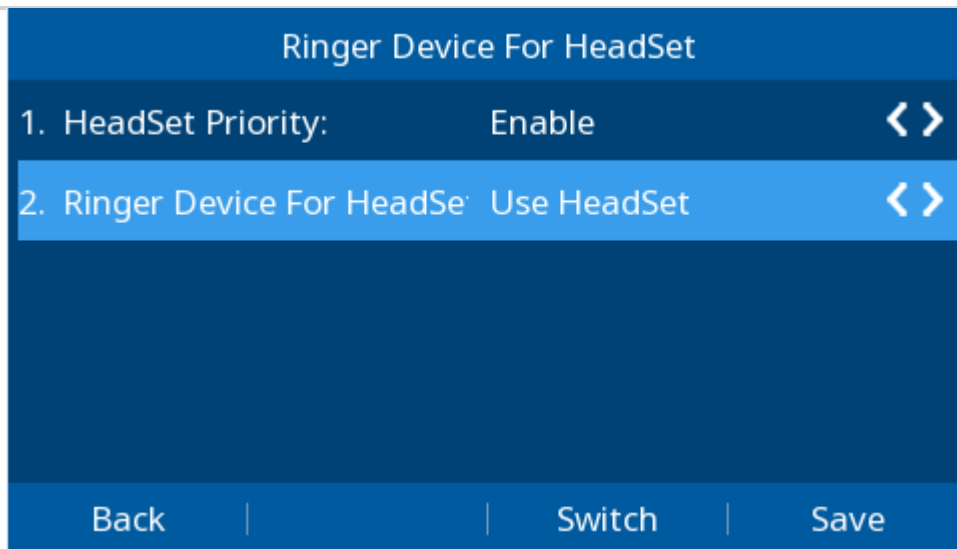 Ringer Device For HeadSet
1. HeadSet Priority: Enable
2. Ringer Device For HeadSe Use HeadSet
Back Switch Save